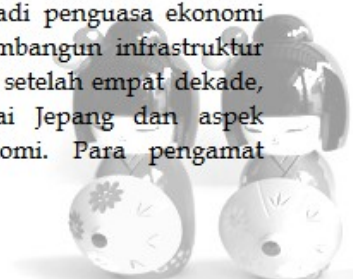 adi penguasa ekonomi
mbangun infrastruktur
setelah empat dekade,
ai Jepang dan aspek
omi. Para pengamat